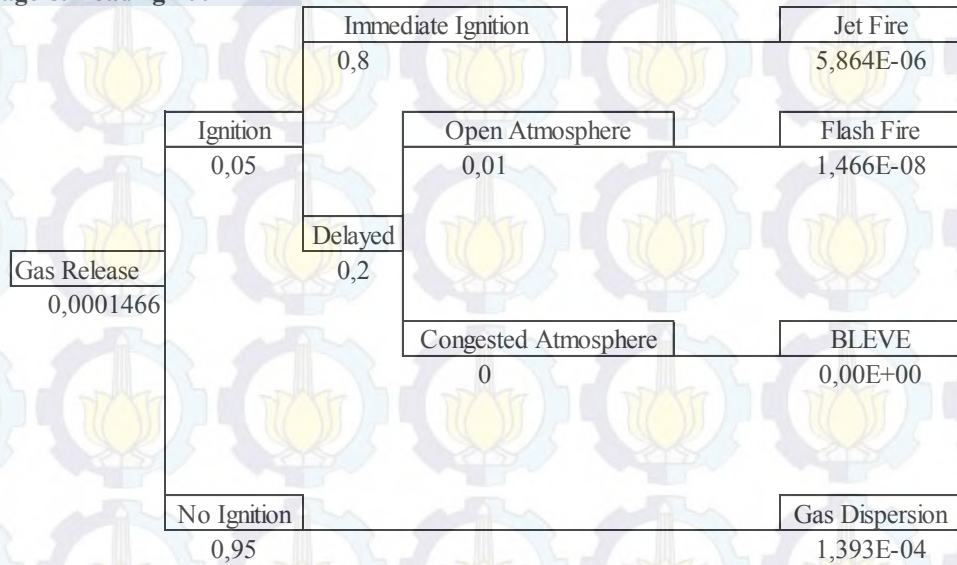 Immediate Ignition Jet Fire
0,8 5,864E-06
Ignition Open Atmosphere Flash Fire
0,05 0,01 1,466E-08
Delayed
Gas Release 0,2
0,0001466
Congested Atmosphere BLEVE
0 0,00E+00
No Ignition Gas Dispersion
0,95 1,393E-04